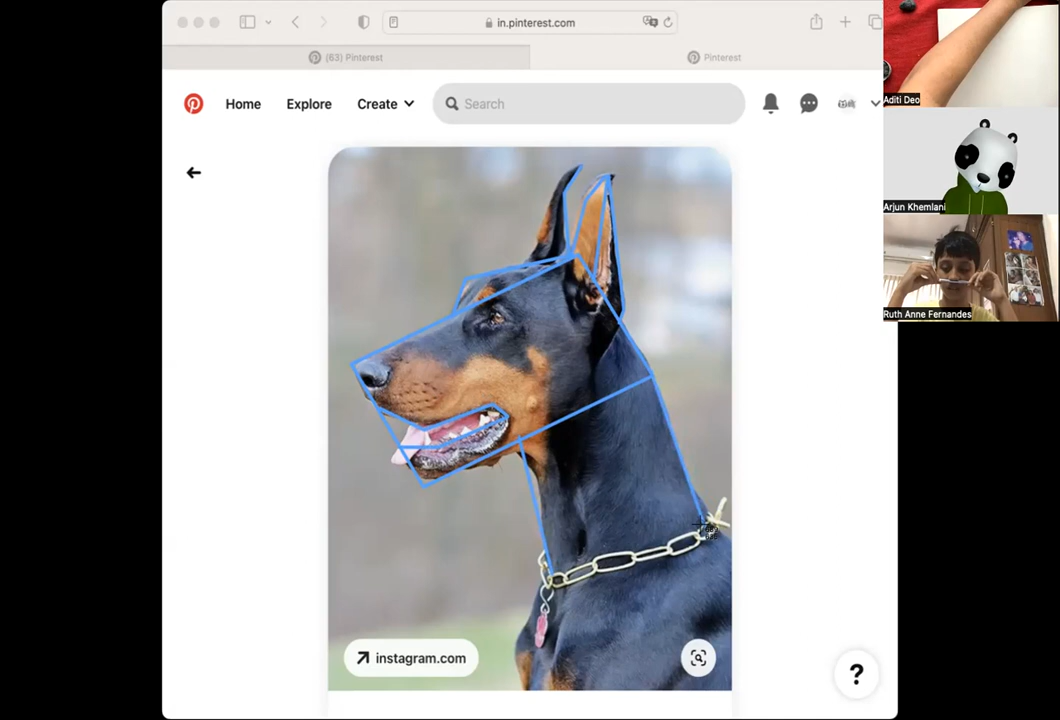 in.pinterest.com
(63) Pinterest
Pinterest
Home
Explore
Create
Search
instagram.com
?
Aditi Deo
Arjun Khemlani
Ruth Anne Fernandes